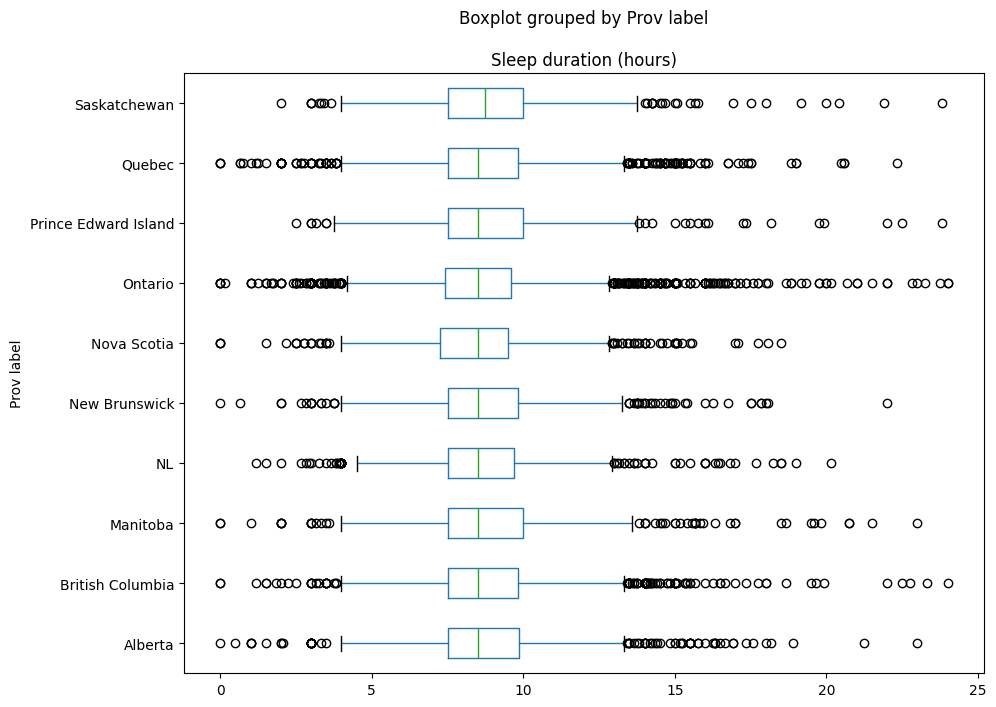 Boxplot grouped by Prov label
Sleep duration (hours)
Saskatchewan
Quebec
Prince Edward Island
Ontario
Nova Scotia
New Brunswick
NL
Manitoba
British Columbia
Alberta
Prov label
0 5 10 15 20 25